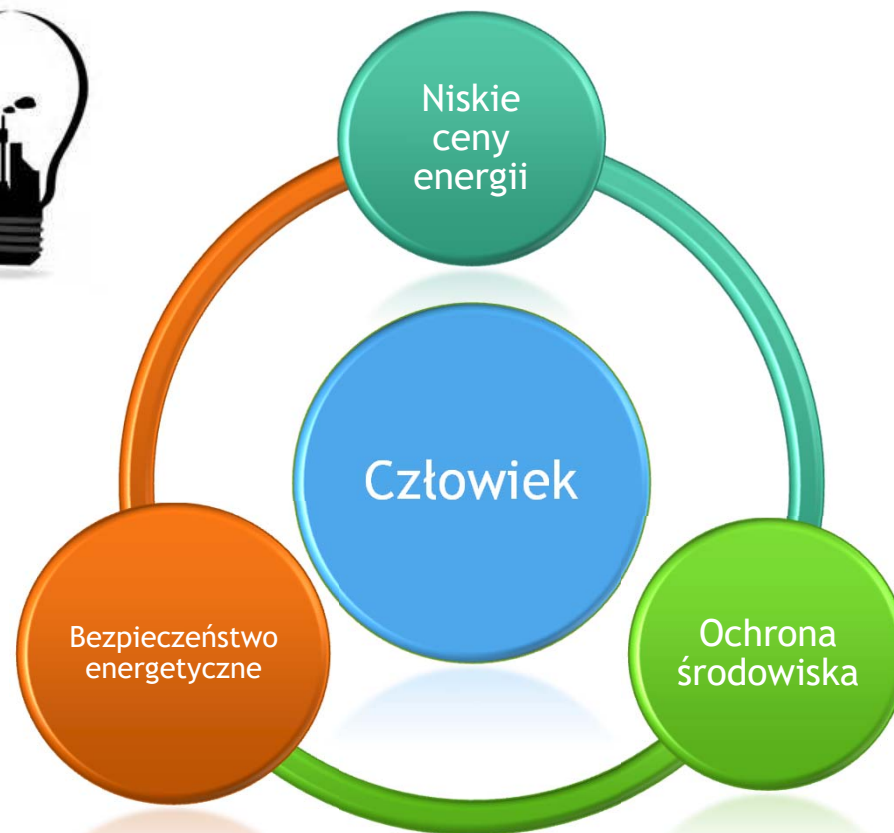 Niskie
ceny
energii
Człowiek
Bezpieczeństwo
energetyczne
Ochrona
środowiska